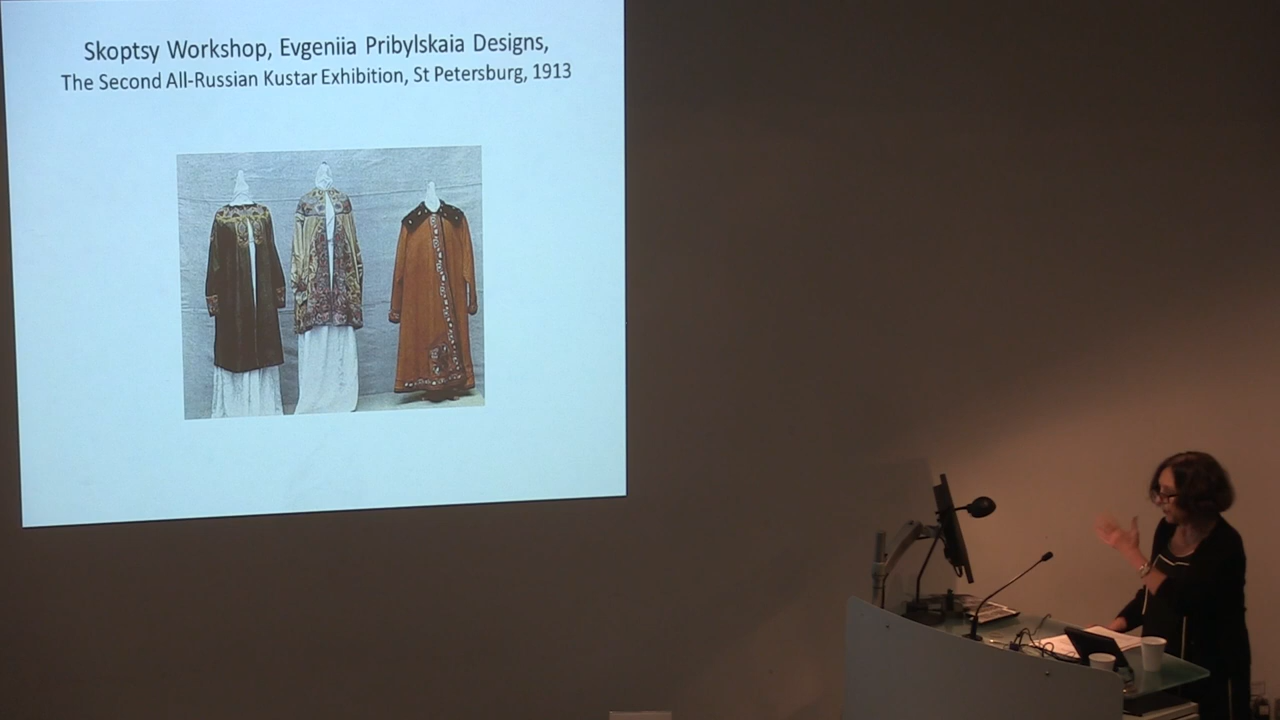 Skoptsy Workshop, Evgeniia Pribylskaia Designs,
The Second All-Russian Kustar Exhibition, St Petersburg, 1913